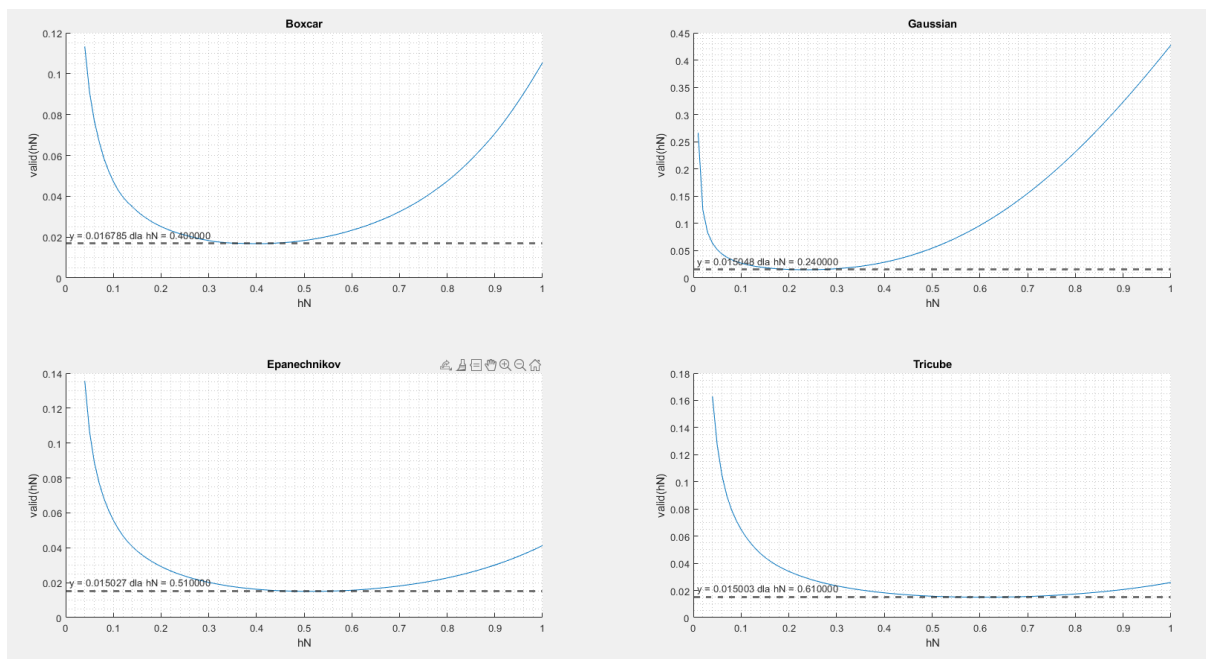 Boxcar
0.12
0.1
0.08
0.06
0.04
0.02
0
valid(hN)
y = 0.016785 dla hN = 0.400000
0 0.1 0.2 0.3 0.4 0.5 0.6 0.7 0.8 0.9 1
hN
Gaussian
0.45
0.4
0.35
0.3
0.25
0.2
0.15
0.1
0.05
0
valid(hN)
y = 0.015048 dla hN = 0.240000
0 0.1 0.2 0.3 0.4 0.5 0.6 0.7 0.8 0.9 1
hN
Epanechnikov
0.14
0.12
0.1
0.08
0.06
0.04
0.02
0
valid(hN)
y = 0.015027 dla hN = 0.510000
0 0.1 0.2 0.3 0.4 0.5 0.6 0.7 0.8 0.9 1
hN
Tricube
0.18
0.16
0.14
0.12
0.1
0.08
0.06
0.04
0.02
0
valid(hN)
y = 0.015003 dla hN = 0.610000
0 0.1 0.2 0.3 0.4 0.5 0.6 0.7 0.8 0.9 1
hN